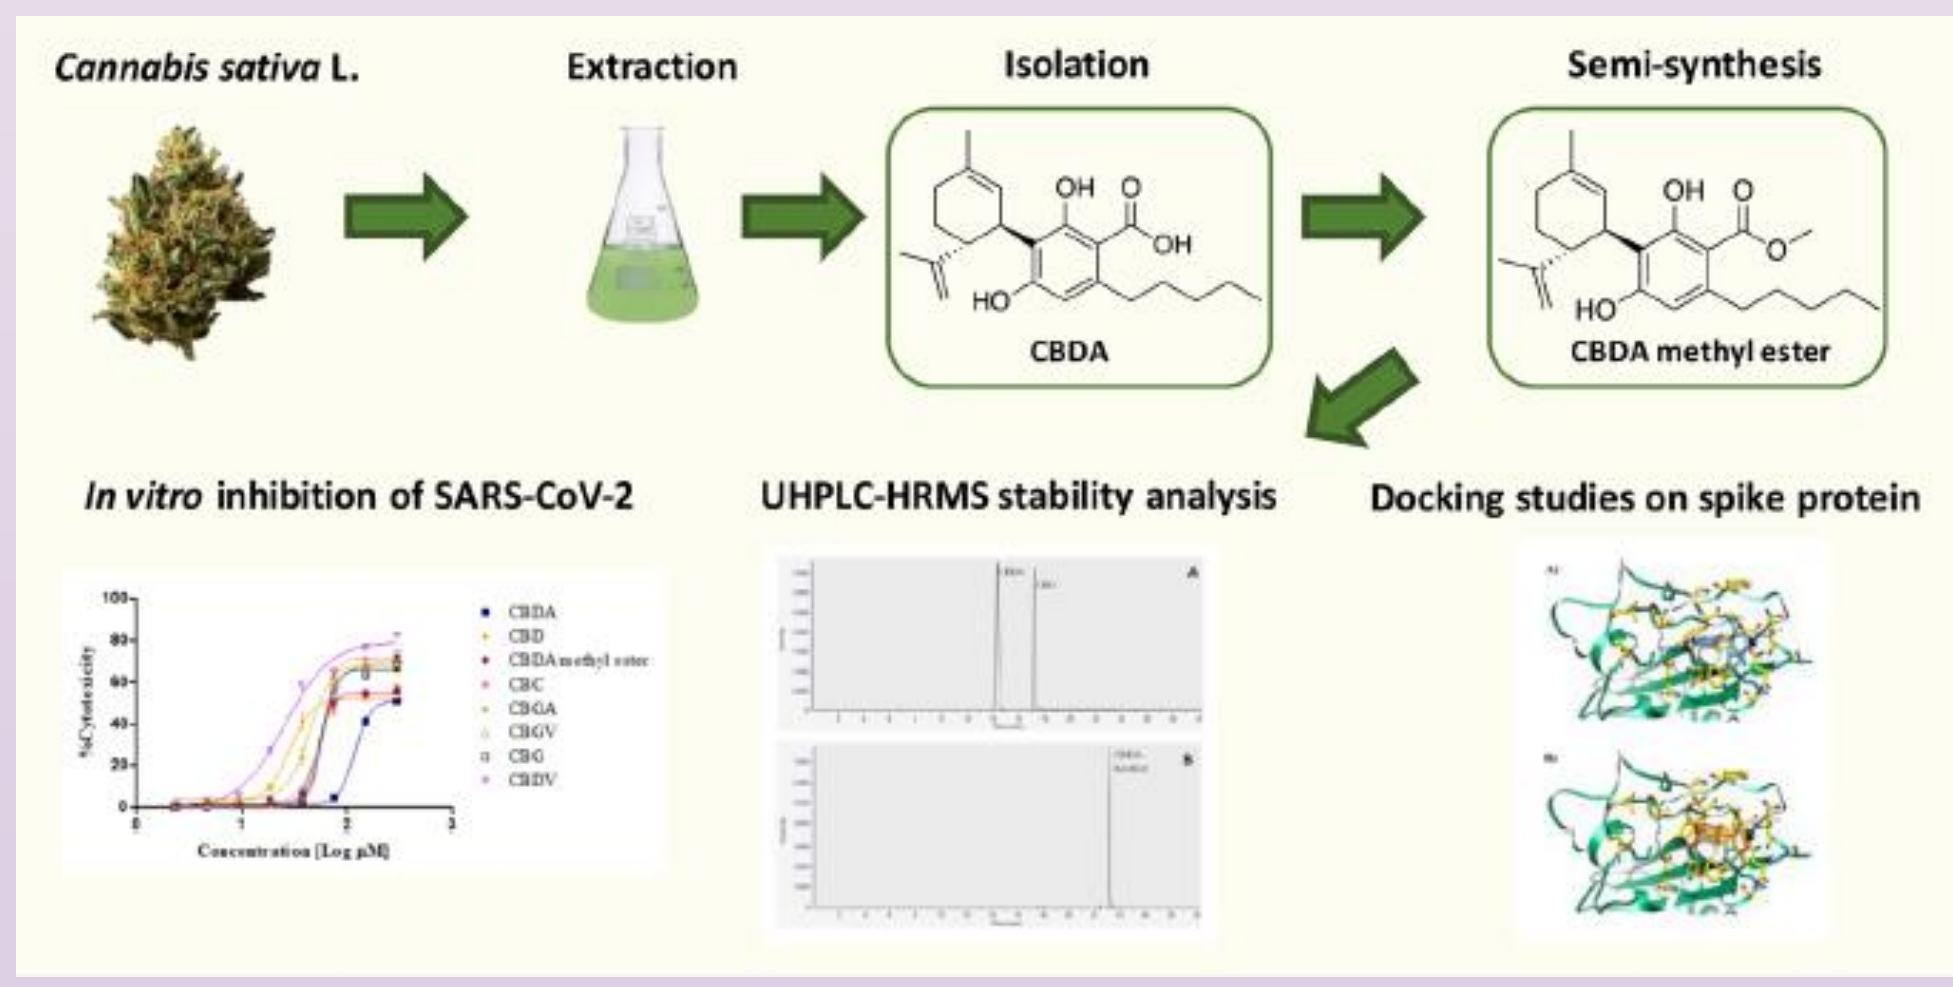 Cannabis sativa L.
Extraction
Isolation
Semi-synthesis
OH
O
OH
HO
CBDA
OH
O
O
HO
CBDA methyl ester
In vitro inhibition of SARS-CoV-2
UHPLC-HRMS stability analysis
Docking studies on spike protein
%Cytotoxicity
100
80
60
40
20
0
0 1 2 3
Concentration [Log µM]
CBDA
CBD
CBDA methyl ester
CBC
CBGA
CBGV
CBG
CBDV
A
B